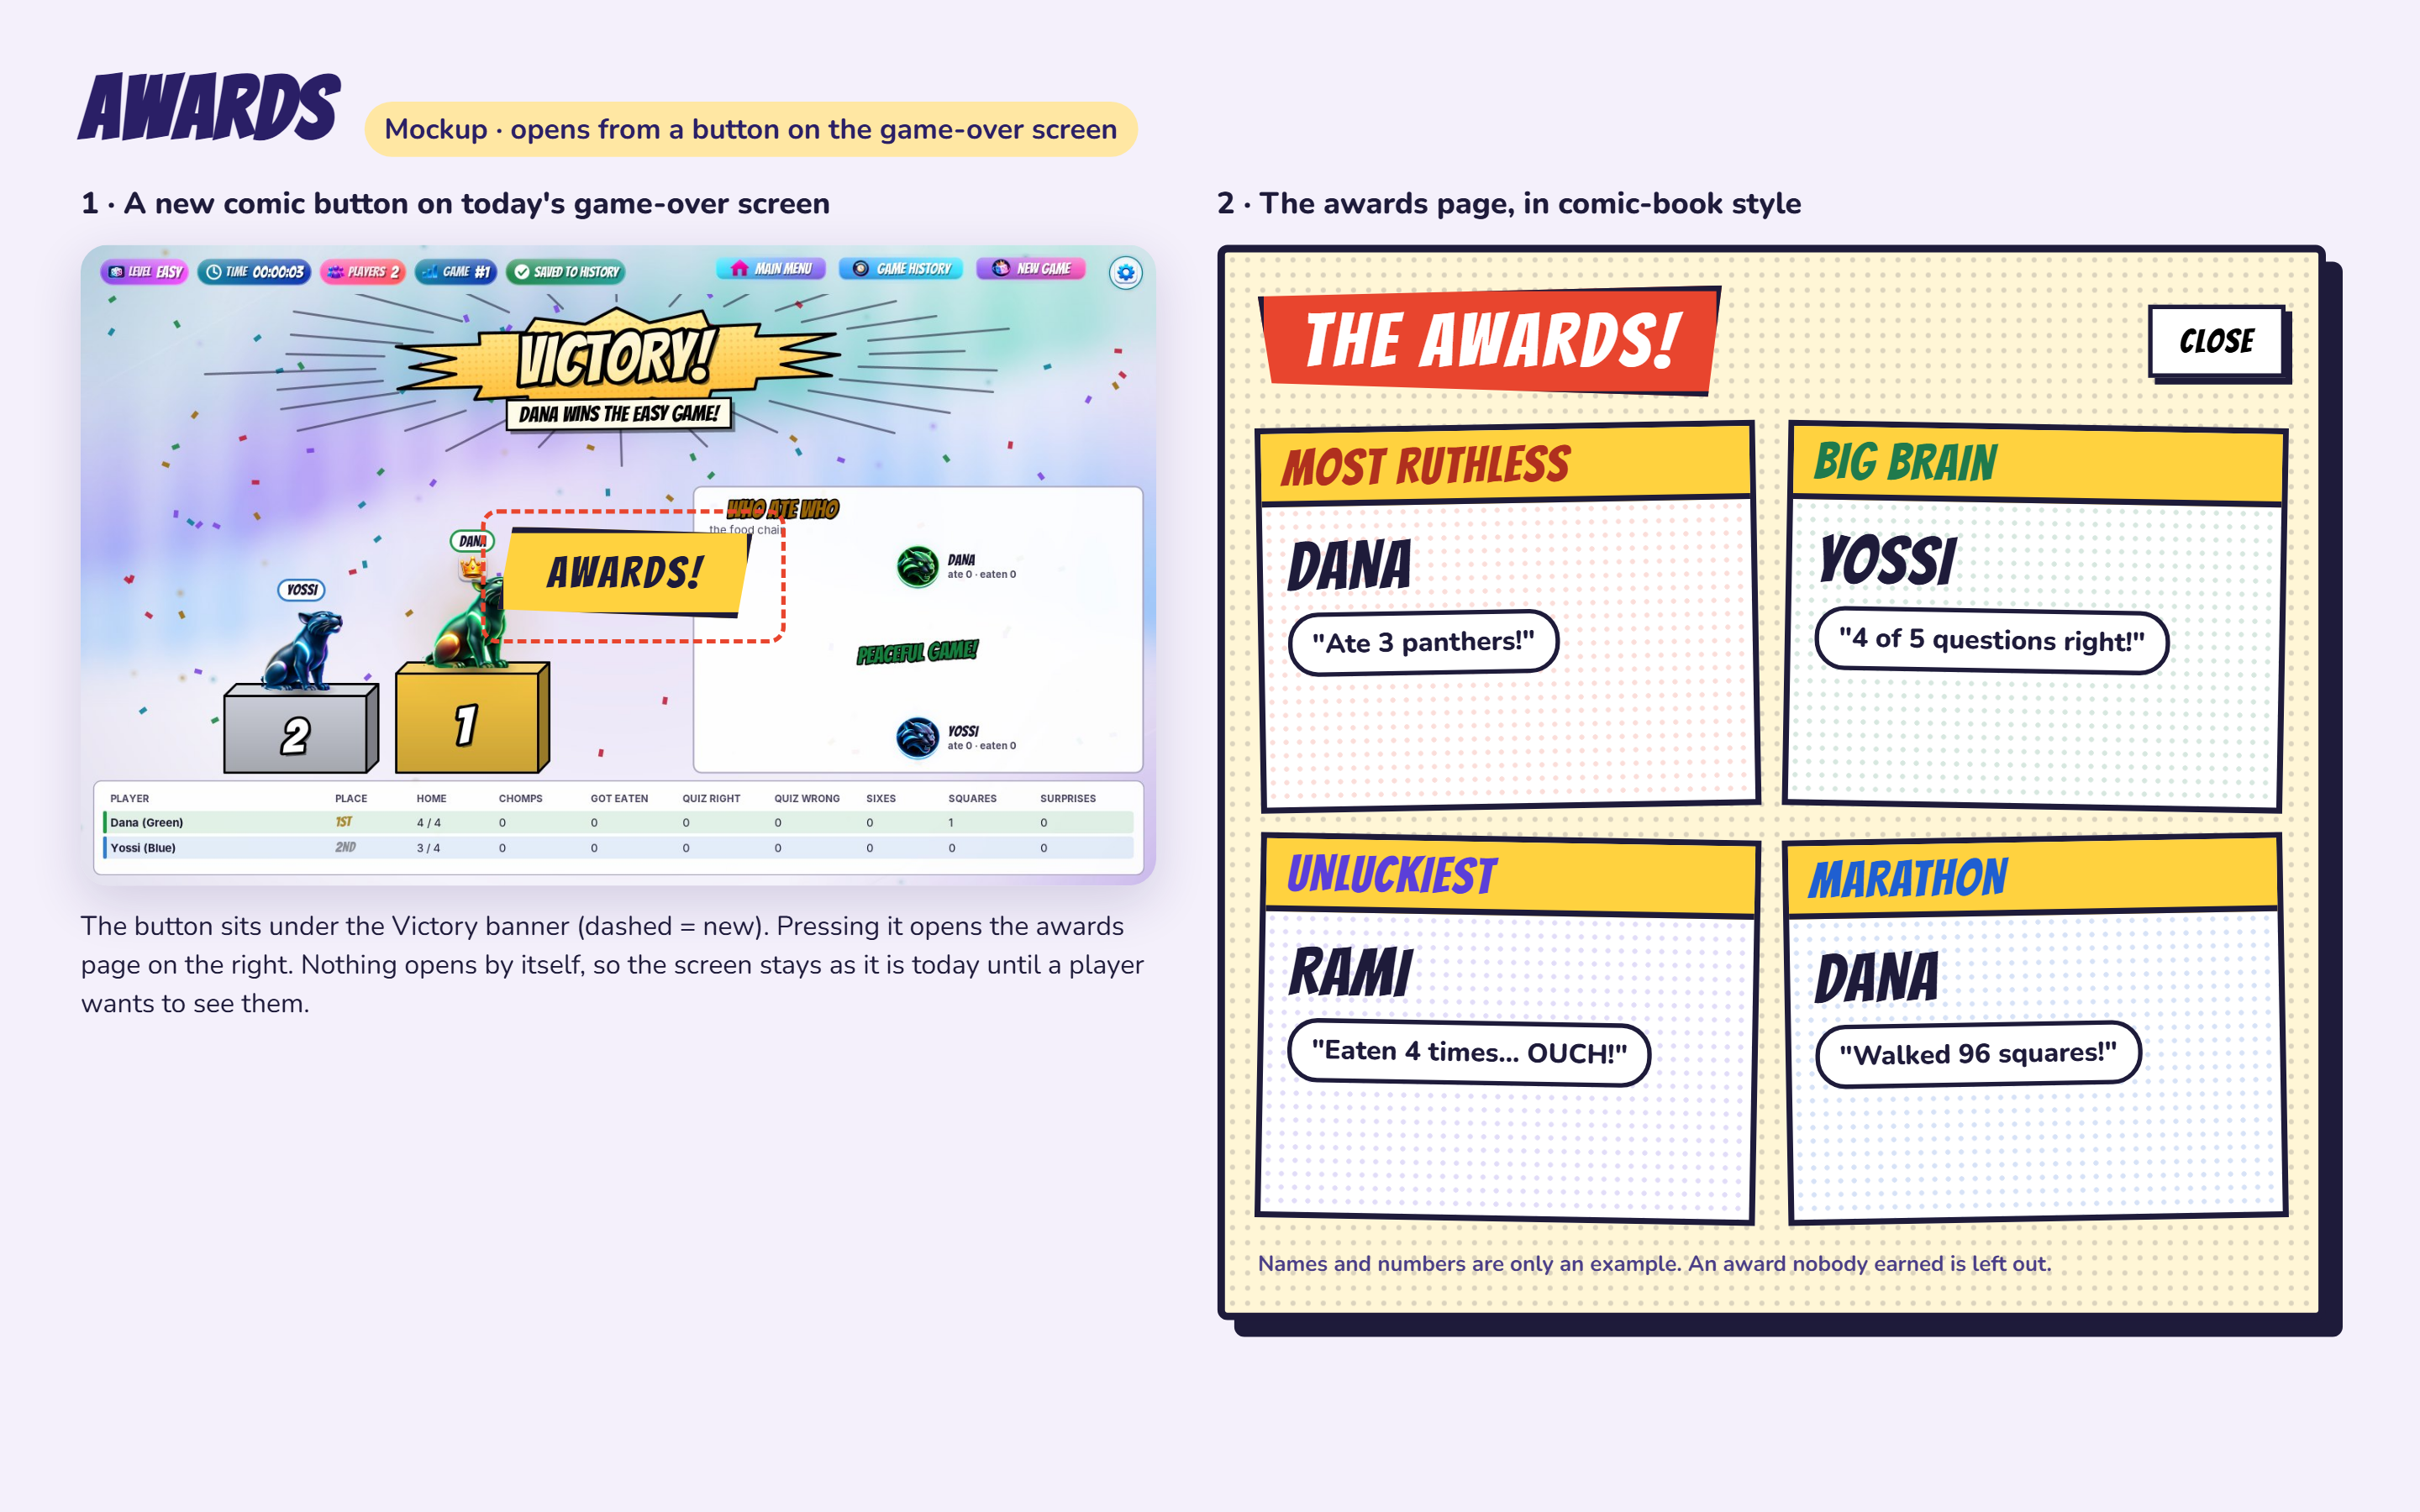 AWARDS
Mockup · opens from a button on the game-over screen
1 · A new comic button on today's game-over screen
LEVEL EASY
TIME 00:00:03
PLAYERS 2
GAME #1
SAVED TO HISTORY
MAIN MENU
GAME HISTORY
NEW GAME
VICTORY!
DANA WINS THE EASY GAME!
WHO ATE WHO
the food chain
DANA
AWARDS!
YOSSI
DANA
ate 0 · eaten 0
PEACEFUL GAME!
YOSSI
ate 0 · eaten 0
2
1
PLAYER PLACE HOME CHOMPS GOT EATEN QUIZ RIGHT QUIZ WRONG SIXES SQUARES SURPRISES
Dana (Green) 1ST 4 / 4 0 0 0 0 0 1 0
Yossi (Blue) 2ND 3 / 4 0 0 0 0 0 0 0
The button sits under the Victory banner (dashed = new). Pressing it opens the awards
page on the right. Nothing opens by itself, so the screen stays as it is today until a player
wants to see them.
2 · The awards page, in comic-book style
THE AWARDS!
CLOSE
MOST RUTHLESS
DANA
"Ate 3 panthers!"
BIG BRAIN
YOSSI
"4 of 5 questions right!"
UNLUCKIEST
RAMI
"Eaten 4 times... OUCH!"
MARATHON
DANA
"Walked 96 squares!"
Names and numbers are only an example. An award nobody earned is left out.